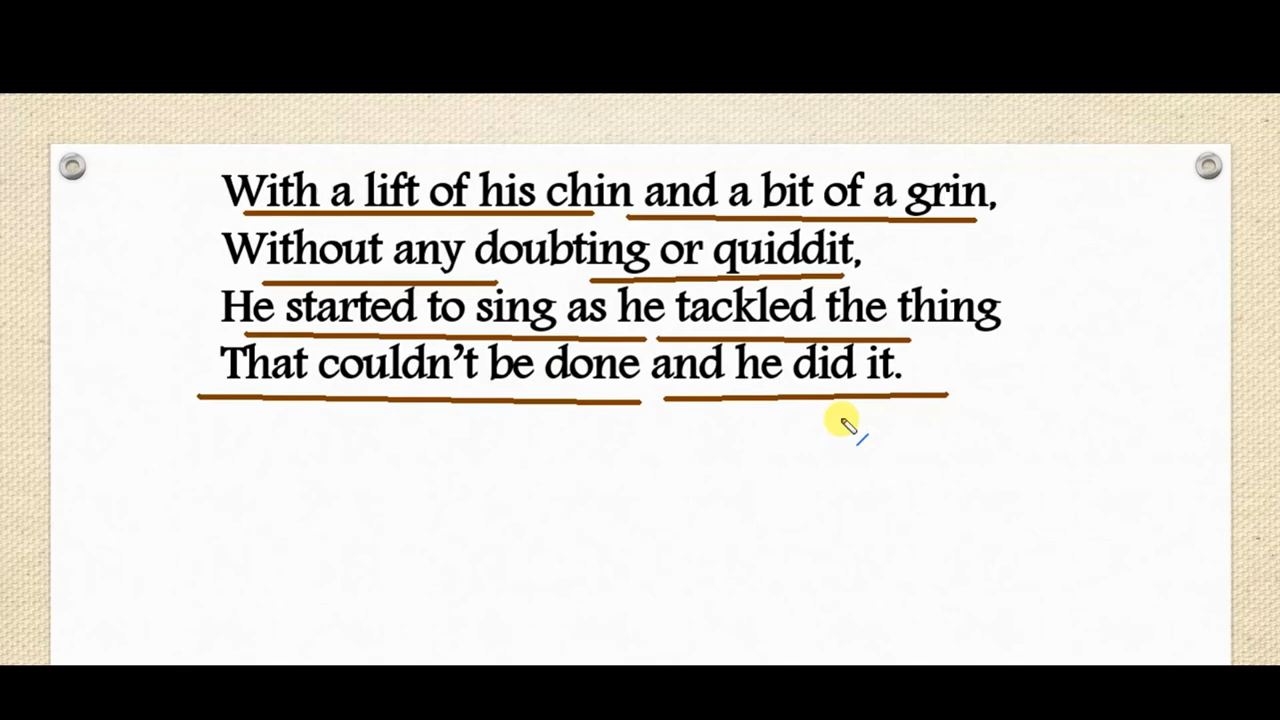 With a lift of his chin and a bit of a grin,
Without any doubting or quiddit,
He started to sing as he tackled the thing
That couldn’t be done and he did it.